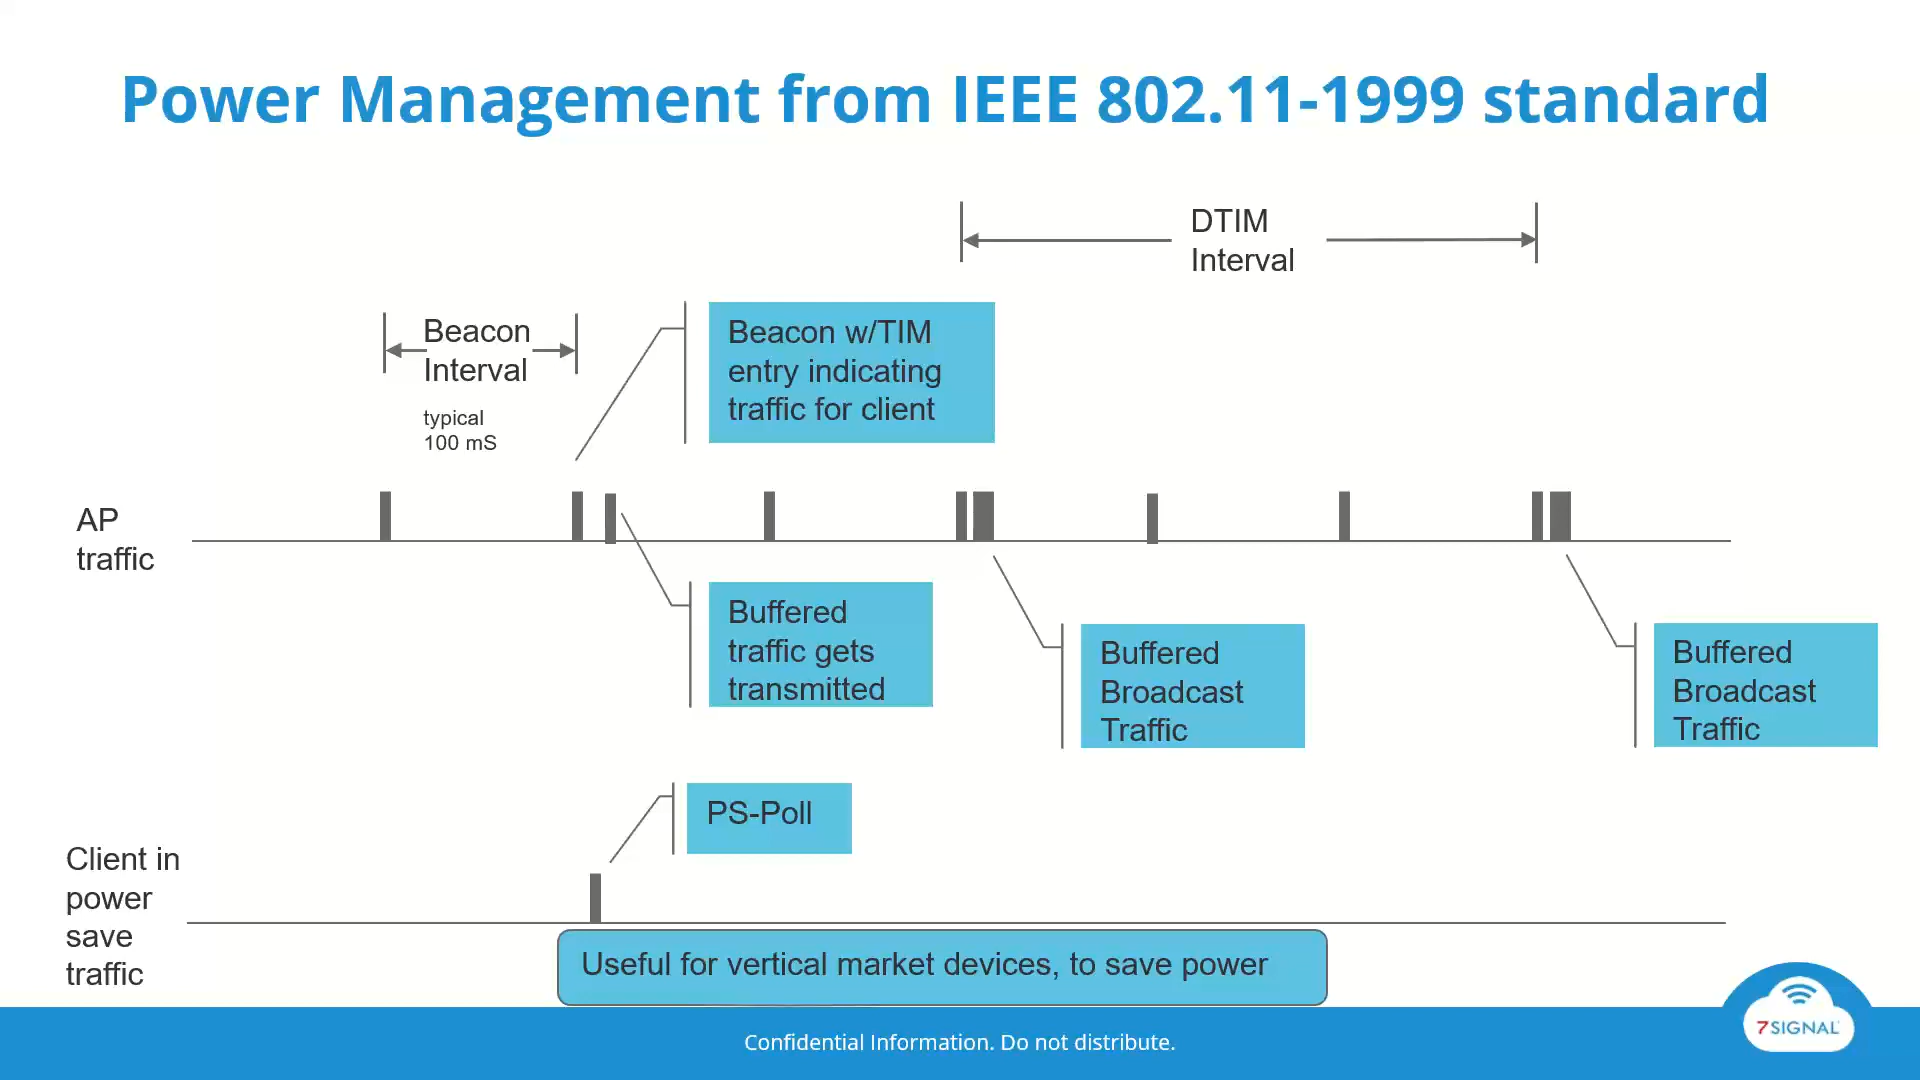 Power Management from IEEE 802.11-1999 standard
DTIM
Interval
Beacon
Interval
typical
100 mS
Beacon w/TIM
entry indicating
traffic for client
AP
traffic
Buffered
traffic gets
transmitted
Buffered
Broadcast
Traffic
Buffered
Broadcast
Traffic
PS-Poll
Client in
power
save
traffic
Useful for vertical market devices, to save power
Confidential Information. Do not distribute.
7SIGNAL